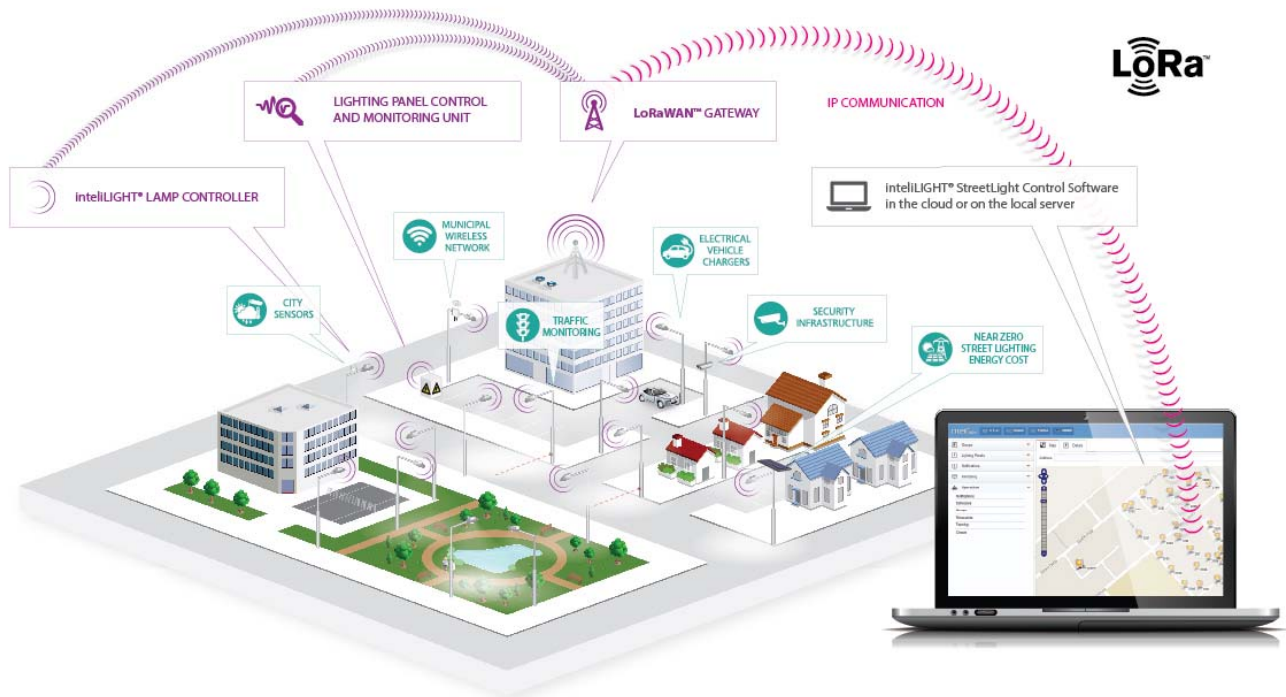 LoRa™
LIGHTING PANEL CONTROL
AND MONITORING UNIT
LoRaWAN™ GATEWAY
IP COMMUNICATION
inteliLIGHT® LAMP CONTROLLER
inteliLIGHT® StreetLight Control Software
in the cloud or on the local server
MUNICIPAL
WIRELESS
NETWORK
ELECTRICAL
VEHICLE
CHARGERS
CITY
SENSORS
TRAFFIC
MONITORING
SECURITY
INFRASTRUCTURE
NEAR ZERO
STREET LIGHTING
ENERGY COST